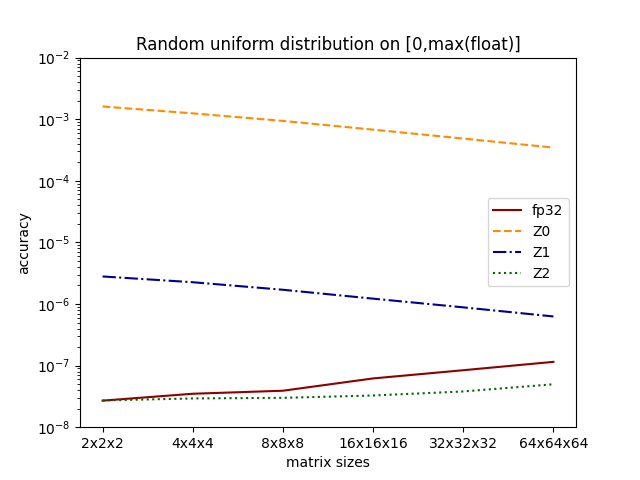 Random uniform distribution on [0,max(float)]
10⁻²
10⁻³
10⁻⁴
10⁻⁵
10⁻⁶
10⁻⁷
10⁻⁸
accuracy
fp32
Z0
Z1
Z2
2x2x2 4x4x4 8x8x8 16x16x16 32x32x32 64x64x64
matrix sizes